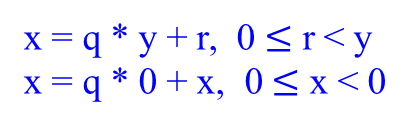 x = q * y + r,  0 ≤ r < y
x = q * 0 + x,  0 ≤ x < 0